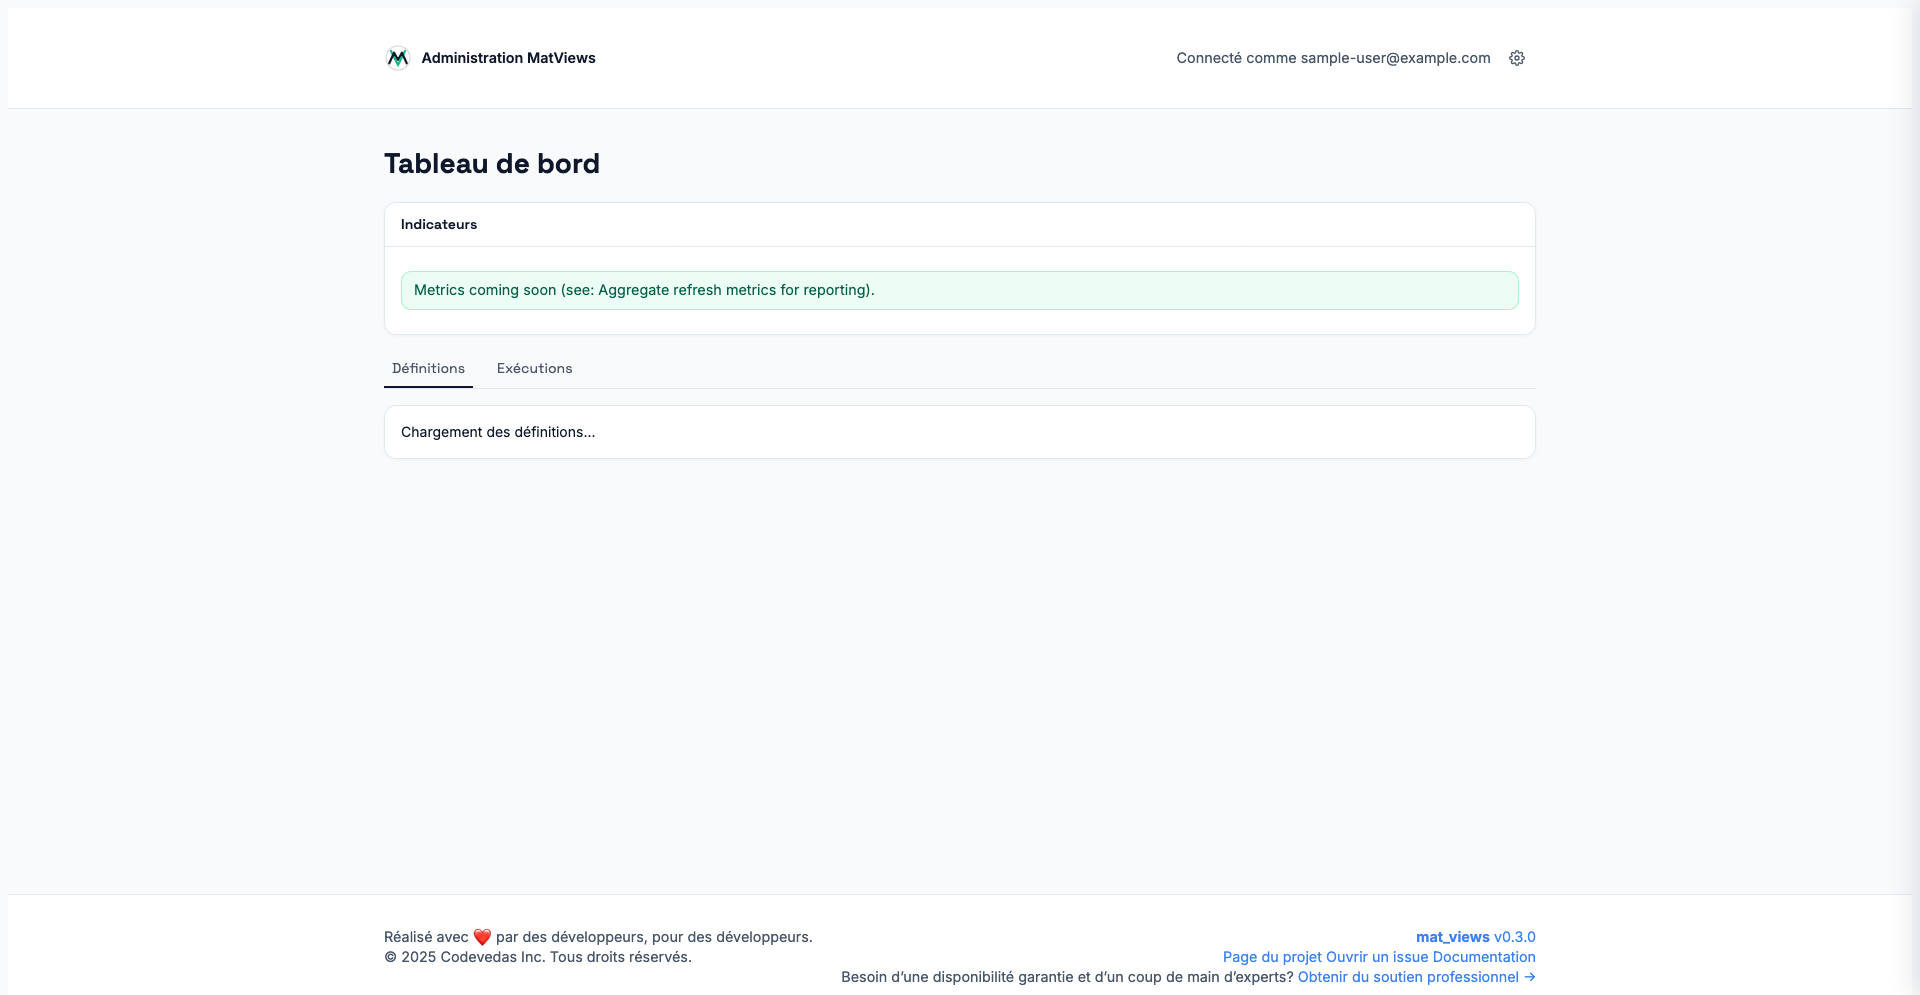 Administration MatViews
Connecté comme sample-user@example.com
Tableau de bord
Indicateurs
Metrics coming soon (see: Aggregate refresh metrics for reporting).
Définitions
Exécutions
Chargement des définitions...
Réalisé avec ❤️ par des développeurs, pour des développeurs.
© 2025 Codevedas Inc. Tous droits réservés.
mat_views v0.3.0
Page du projet Ouvrir un issue Documentation
Besoin d’une disponibilité garantie et d’un coup de main d’experts? Obtenir du soutien professionnel →